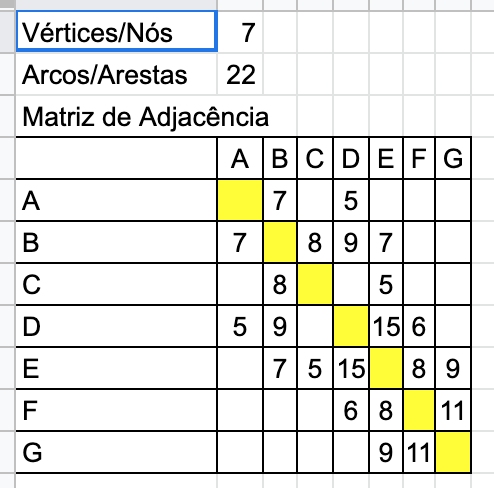 Vértices/Nós 7
Arcos/Arestas 22
Matriz de Adjacência
A B C D E F G
A 7 5
B 7 8 9 7
C 8 5
D 5 9 15 6
E 7 5 15 8 9
F 6 8 11
G 9 11